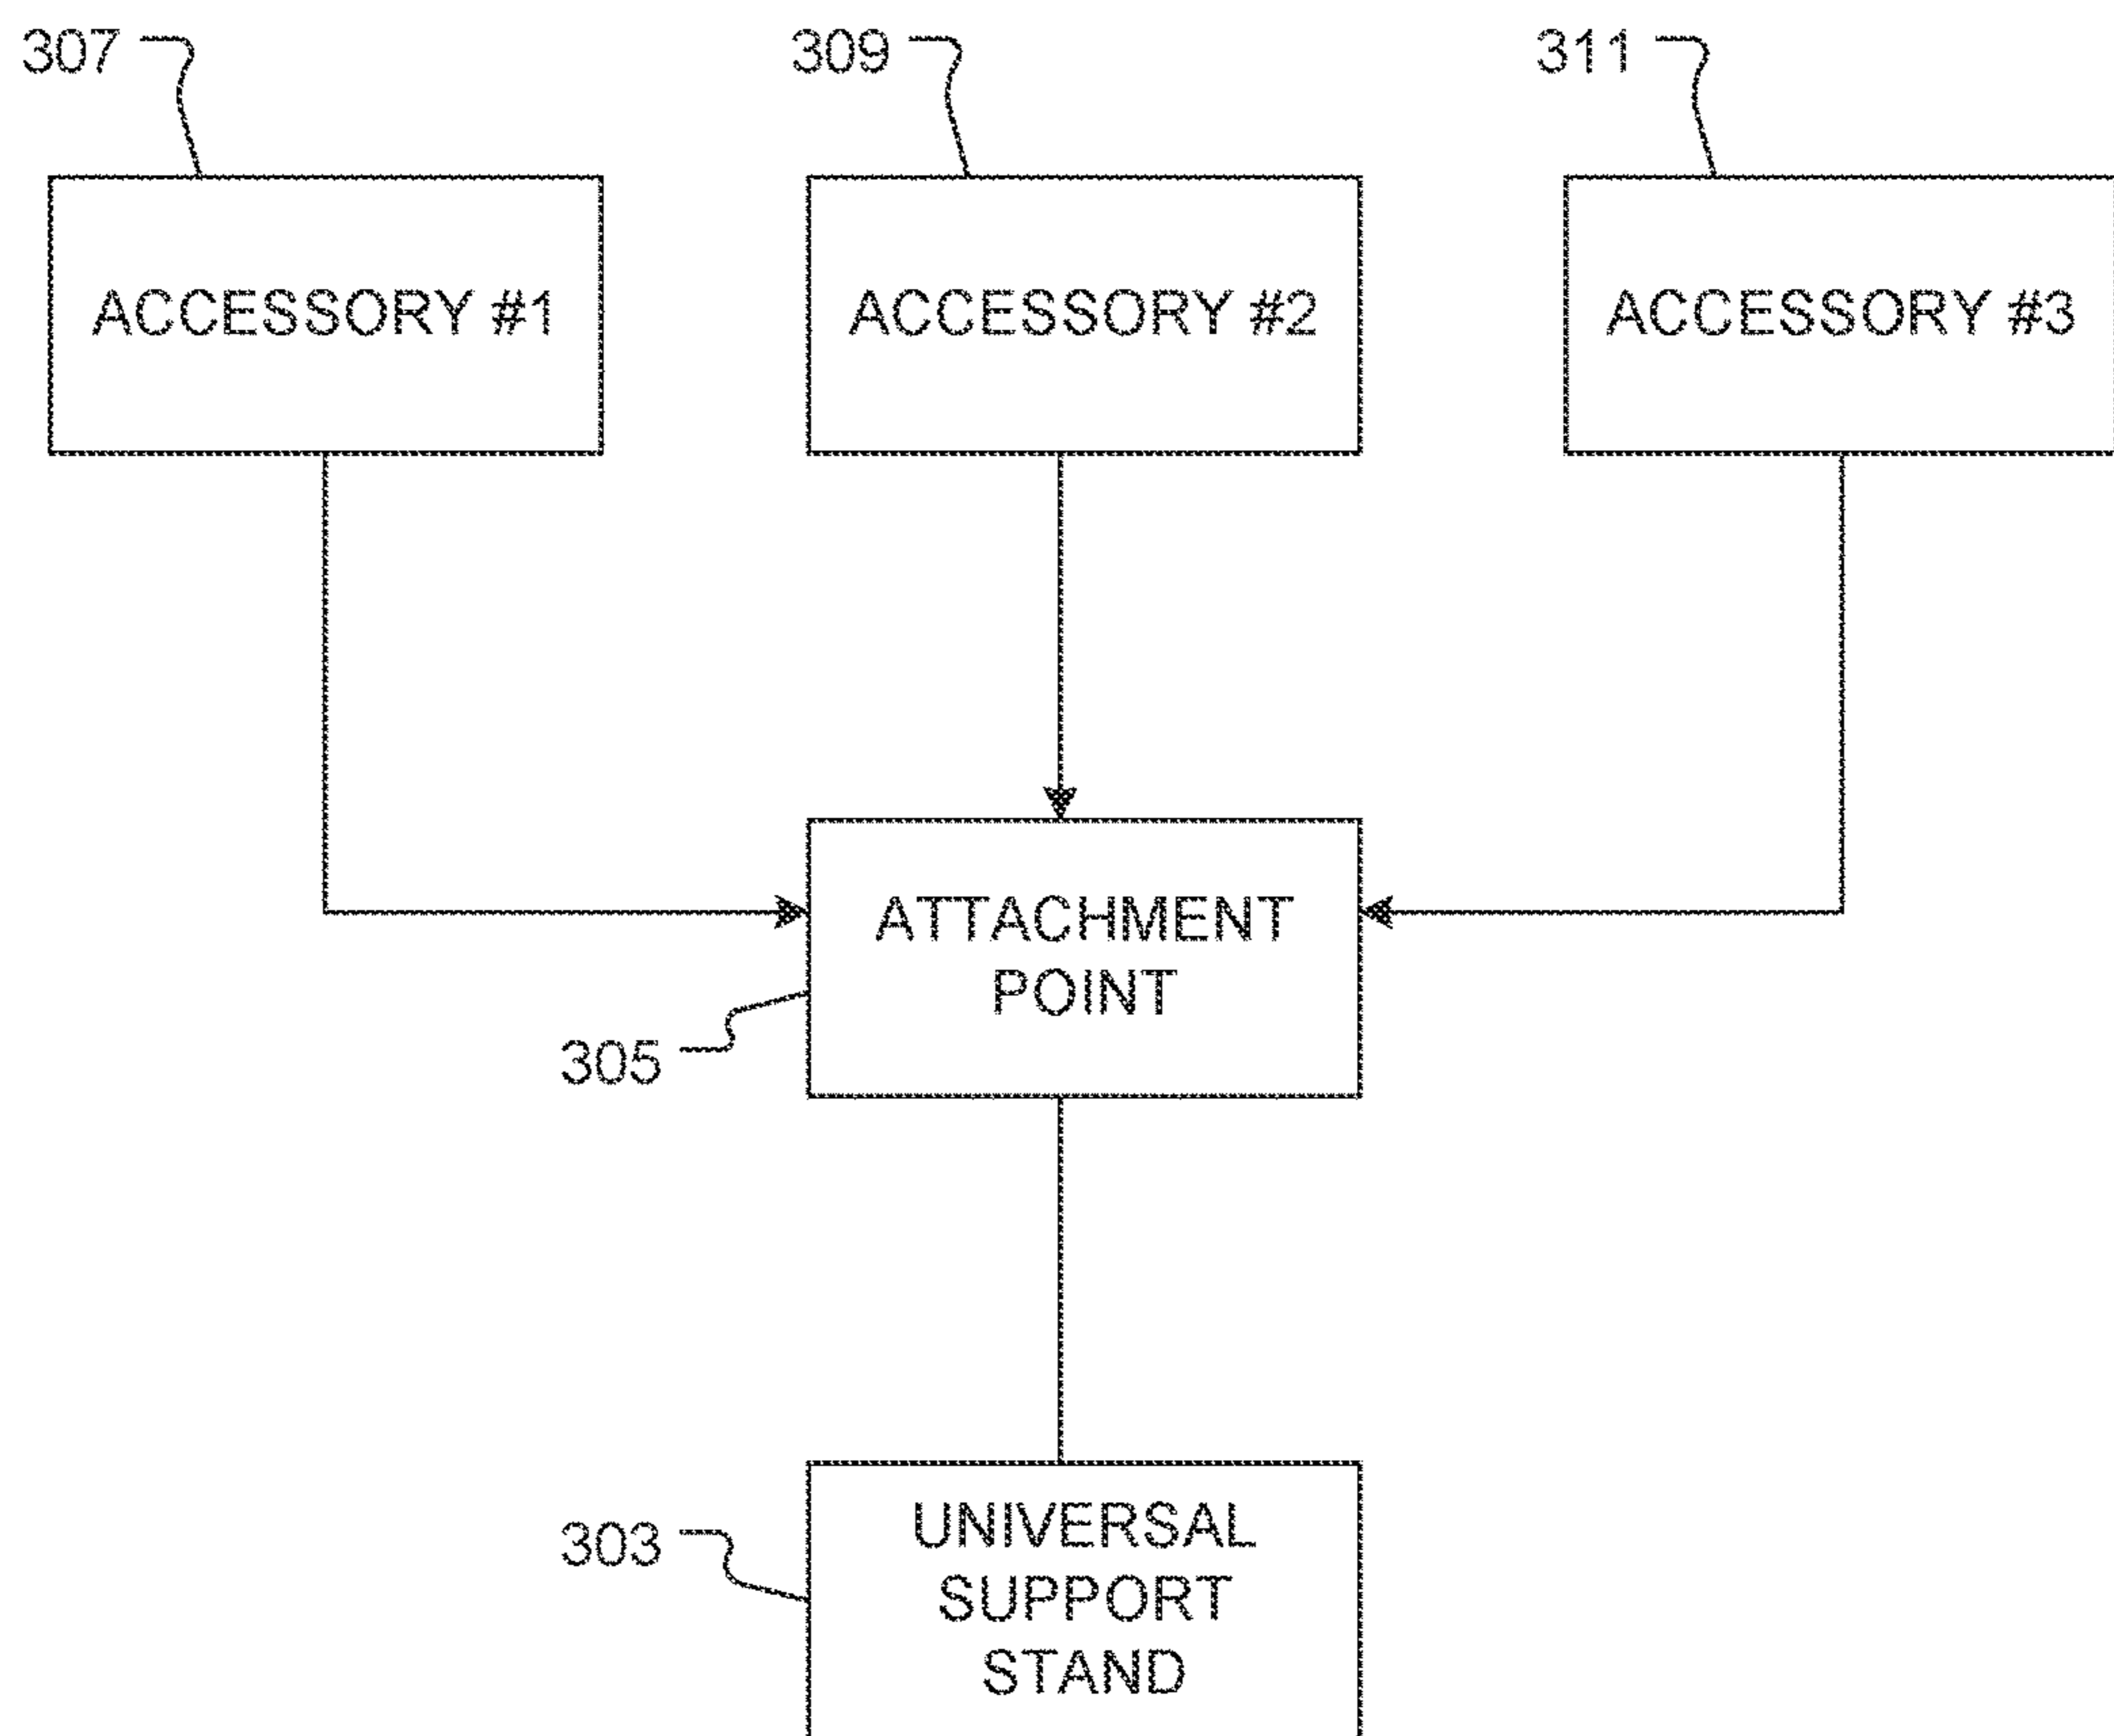 307
309
311
ACCESSORY #1
ACCESSORY #2
ACCESSORY #3
ATTACHMENT
POINT
305
303
UNIVERSAL
SUPPORT
STAND